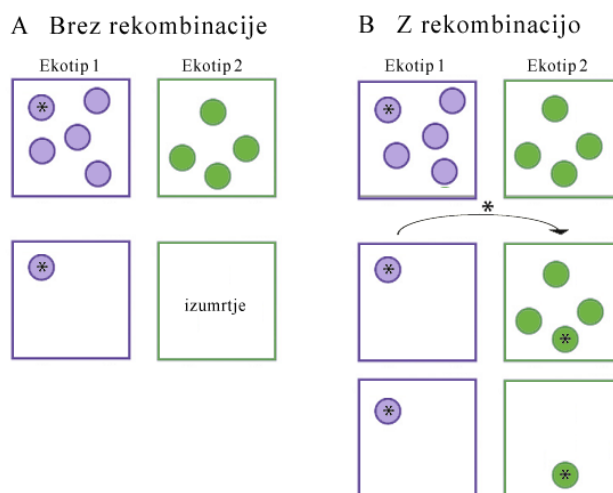 A Brez rekombinacije
Ekotip 1 Ekotip 2
*
*
izumrtje
B Z rekombinacijo
Ekotip 1 Ekotip 2
*
*
* *
* *